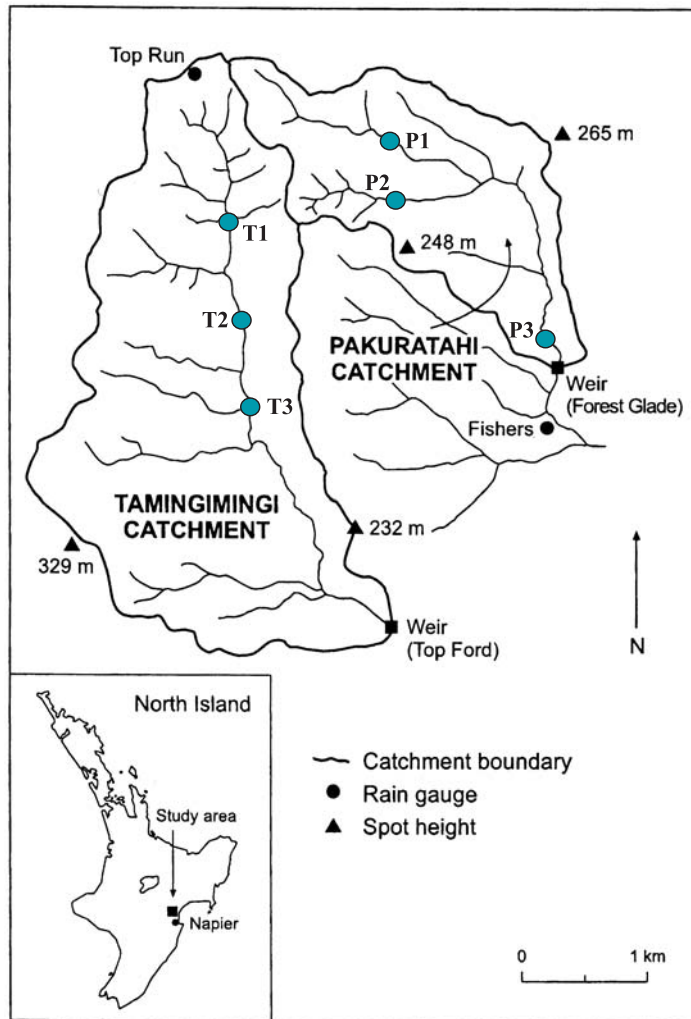 Top Run
P1
265 m
P2
T1
248 m
T2
P3
PAKURATAHI
CATCHMENT
Weir
(Forest Glade)
T3
Fishers
TAMINGIMINGI
CATCHMENT
232 m
329 m
Weir
(Top Ford)
N
North Island
Study area
Napier
Catchment boundary
Rain gauge
Spot height
0
1 km